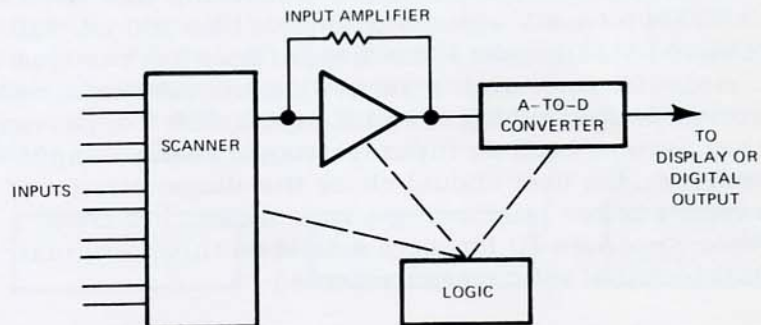 INPUT AMPLIFIER
SCANNER
A-TO-D
CONVERTER
TO
DISPLAY OR
DIGITAL
OUTPUT
INPUTS
LOGIC